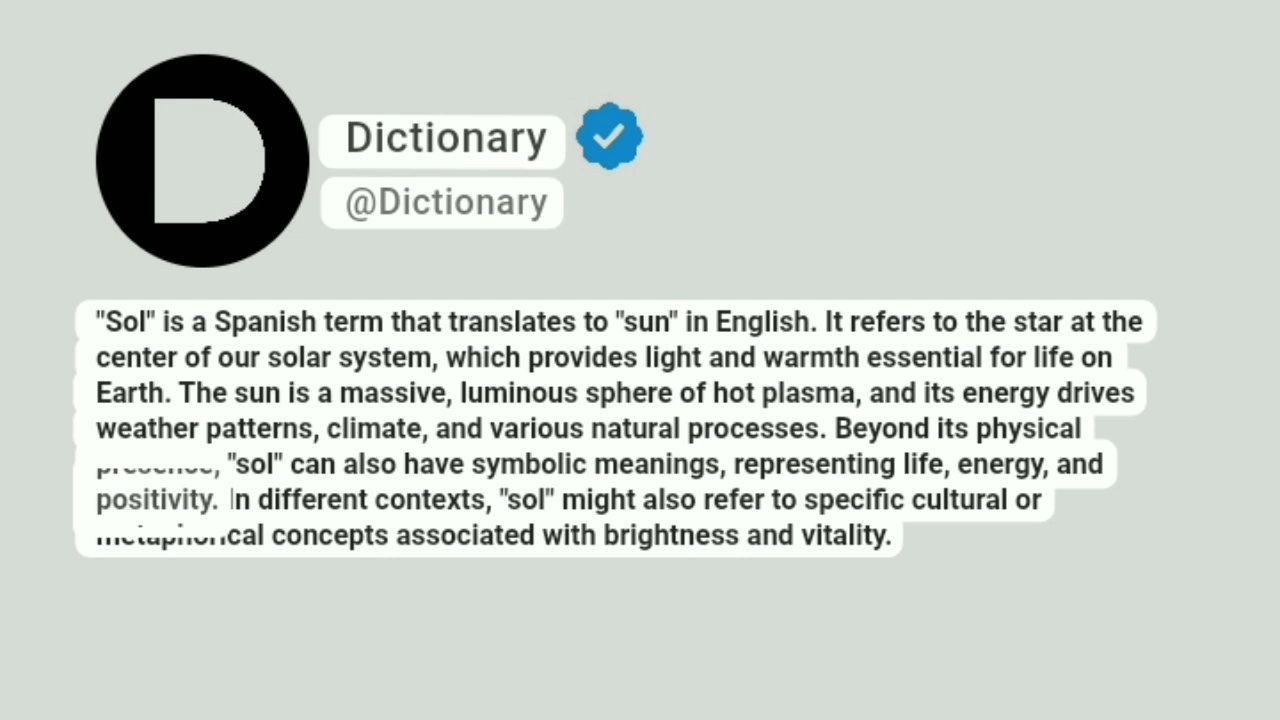 D
Dictionary
@Dictionary
"Sol" is a Spanish term that translates to "sun" in English. It refers to the star at the
center of our solar system, which provides light and warmth essential for life on
Earth. The sun is a massive, luminous sphere of hot plasma, and its energy drives
weather patterns, climate, and various natural processes. Beyond its physical
presence, "sol" can also have symbolic meanings, representing life, energy, and
positivity. In different contexts, "sol" might also refer to specific cultural or
metaphorical concepts associated with brightness and vitality.